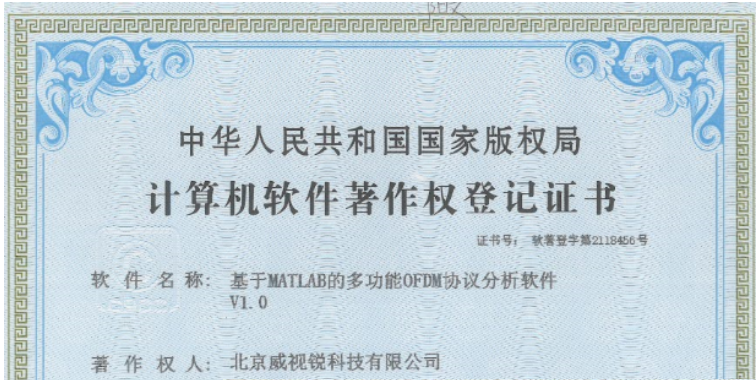 中华人民共和国国家版权局
计算机软件著作权登记证书
证书号： 软著登字第2118456号
软 件 名 称： 基于MATLAB的多功能OFDM协议分析软件
V1.0
著 作 权 人： 北京威视锐科技有限公司